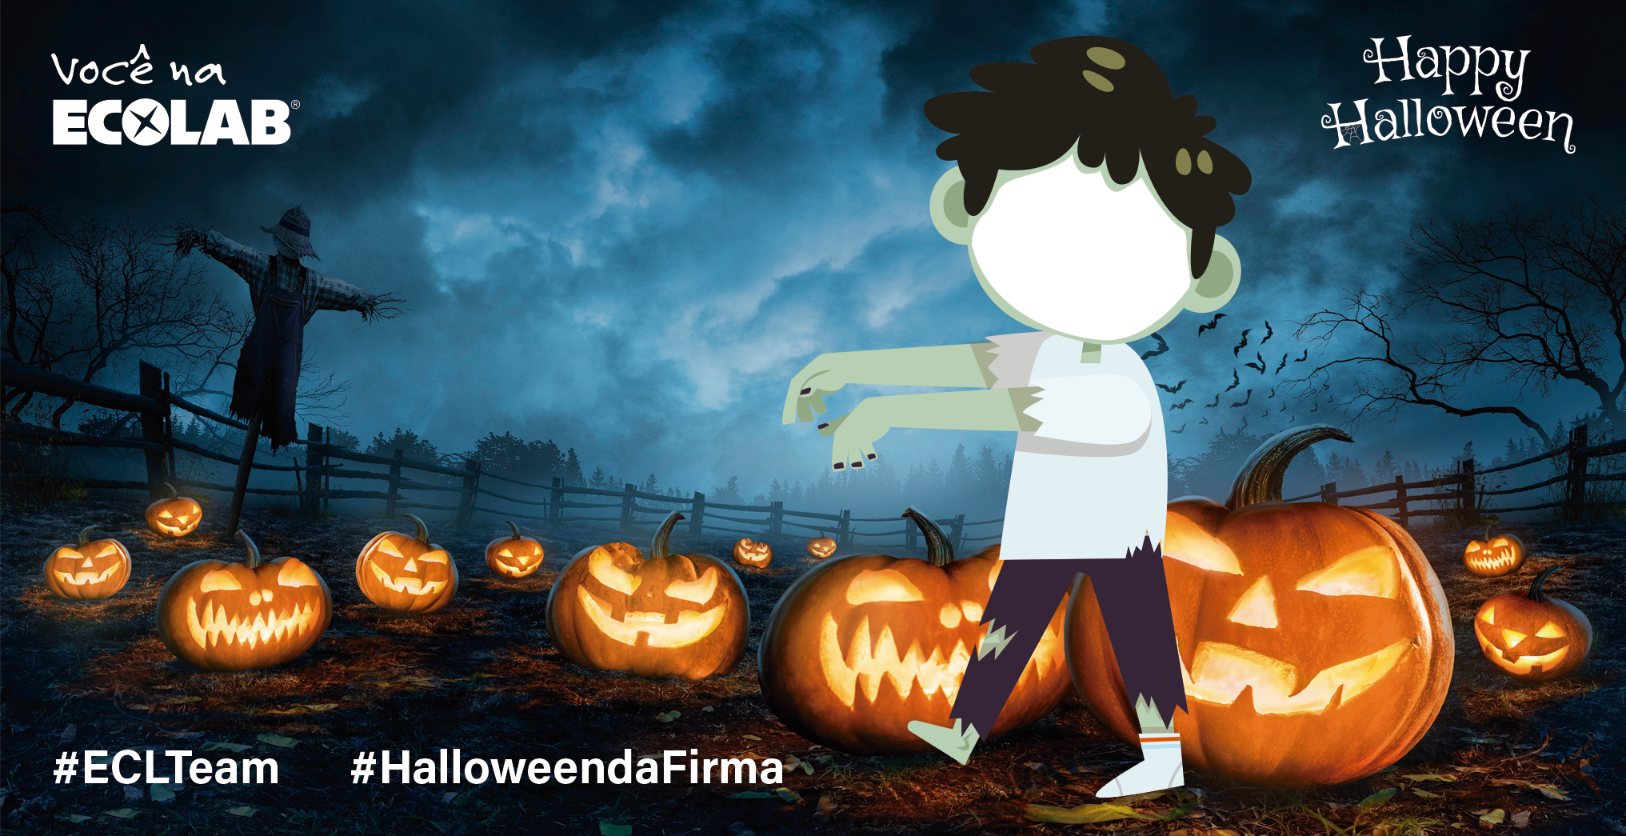 Você na
ECOLAB®
Happy
Halloween
#ECLTeam
#HalloweendaFirma